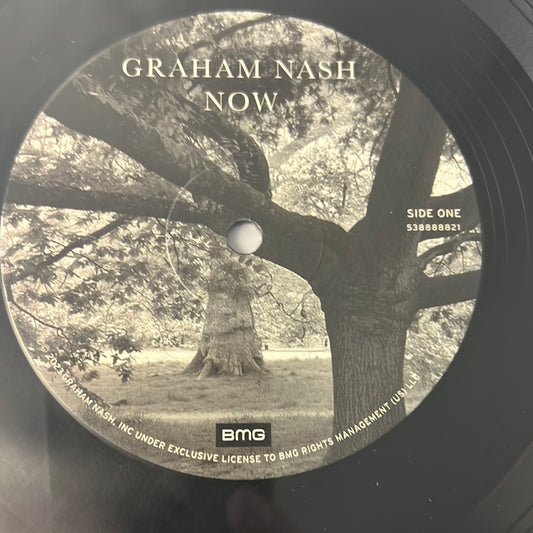 GRAHAM NASH
NOW
SIDE ONE
538888821
BMG
2023 GRAHAM NASH, INC UNDER EXCLUSIVE LICENSE TO BMG RIGHTS MANAGEMENT (US) LLC